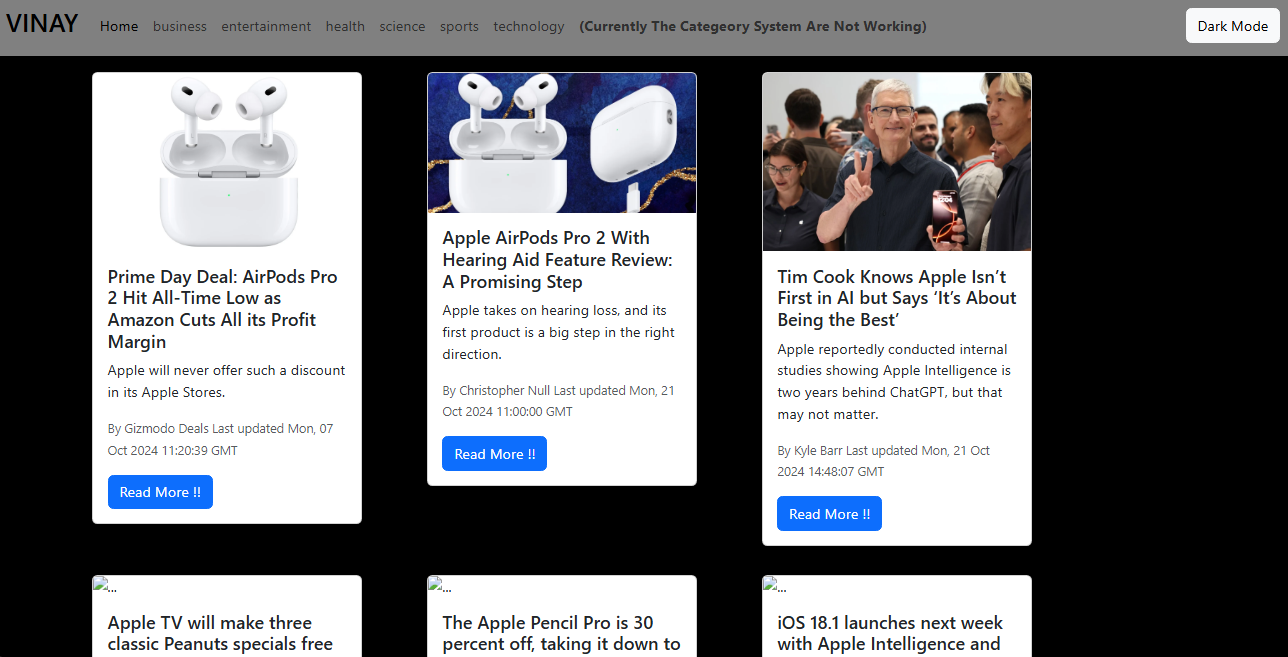 VINAY Home business entertainment health science sports technology (Currently The Categeory System Are Not Working) Dark Mode
Prime Day Deal: AirPods Pro
2 Hit All-Time Low as
Amazon Cuts All its Profit
Margin
Apple will never offer such a discount
in its Apple Stores.
By Gizmodo Deals Last updated Mon, 07
Oct 2024 11:20:39 GMT
Read More !!
Apple AirPods Pro 2 With
Hearing Aid Feature Review:
A Promising Step
Apple takes on hearing loss, and its
first product is a big step in the right
direction.
By Christopher Null Last updated Mon, 21
Oct 2024 11:00:00 GMT
Read More !!
Tim Cook Knows Apple Isn’t
First in AI but Says ‘It’s About
Being the Best’
Apple reportedly conducted internal
studies showing Apple Intelligence is
two years behind ChatGPT, but that
may not matter.
By Kyle Barr Last updated Mon, 21 Oct
2024 14:48:07 GMT
Read More !!
...
Apple TV will make three
classic Peanuts specials free
...
The Apple Pencil Pro is 30
percent off, taking it down to
...
iOS 18.1 launches next week
with Apple Intelligence and